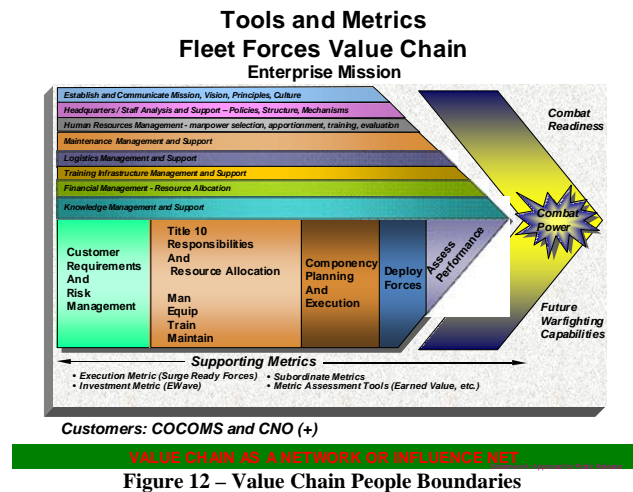 Tools and Metrics
Fleet Forces Value Chain
Enterprise Mission
Establish and Communicate Mission, Vision, Principles, Culture
Headquarters / Staff Analysis and Support – Policies, Structure, Mechanisms
Human Resources Management - manpower selection, apportionment, training, evaluation
Maintenance Management and Support
Logistics Management and Support
Training Infrastructure Management and Support
Financial Management - Resource Allocation
Knowledge Management and Support
Customer
Requirements
And
Risk
Management
Title 10
Responsibilities
And
Resource Allocation
Man
Equip
Train
Maintain
Componency
Planning
And
Execution
Deploy
Forces
Assess
Performance
Combat
Readiness
Combat
Power
Future
Warfighting
Capabilities
Supporting Metrics
• Execution Metric (Surge Ready Forces)
• Investment Metric (EWave)
• Subordinate Metrics
• Metric Assessment Tools (Earned Value, etc.)
Customers: COCOMS and CNO (+)
VALUE CHAIN AS A NETWORK OR INFLUENCE NET
Figure 12 – Value Chain People Boundaries